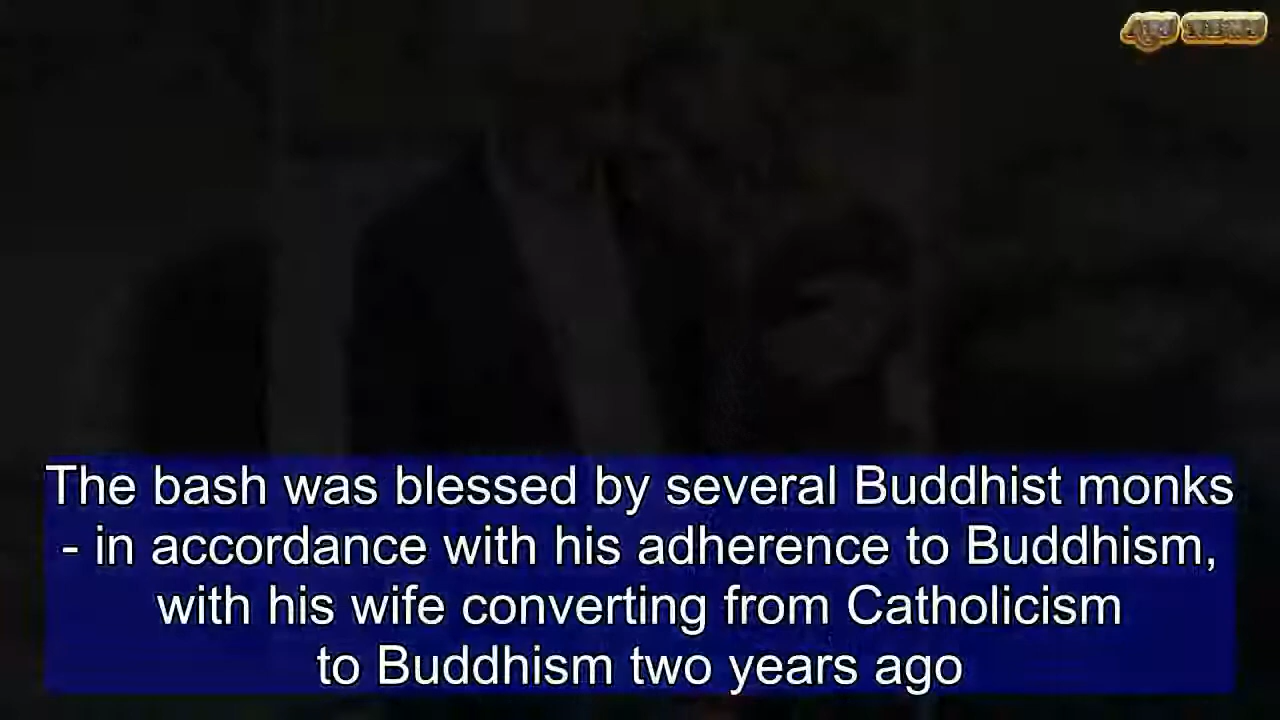 The bash was blessed by several Buddhist monks
- in accordance with his adherence to Buddhism,
with his wife converting from Catholicism
to Buddhism two years ago